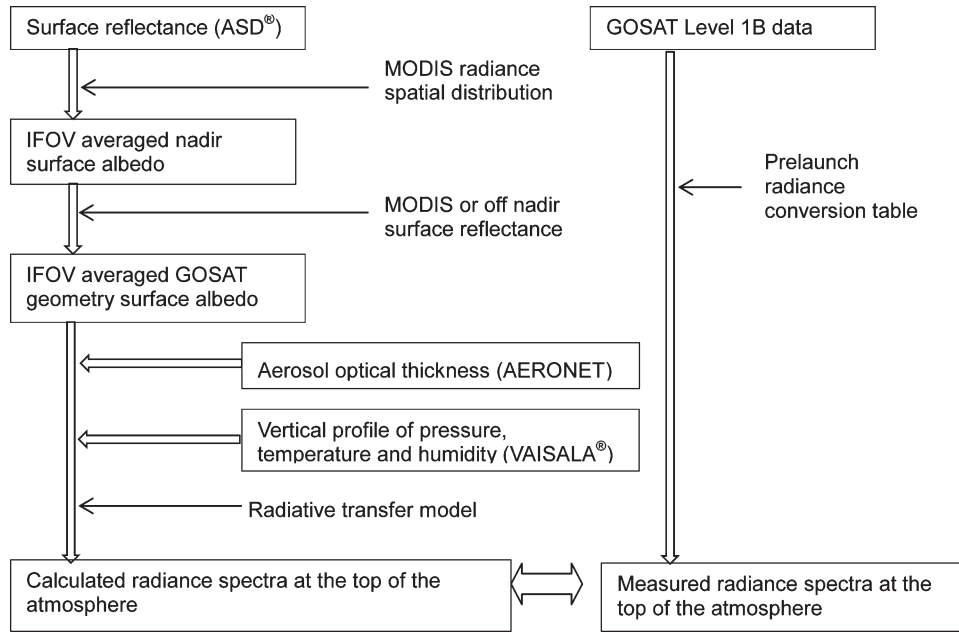 Surface reflectance (ASD®)
MODIS radiance
spatial distribution
IFOV averaged nadir
surface albedo
MODIS or off nadir
surface reflectance
IFOV averaged GOSAT
geometry surface albedo
Aerosol optical thickness (AERONET)
Vertical profile of pressure,
temperature and humidity (VAISALA®)
Radiative transfer model
Calculated radiance spectra at the top of the
atmosphere
GOSAT Level 1B data
Prelaunch
radiance
conversion table
Measured radiance spectra at the
top of the atmosphere